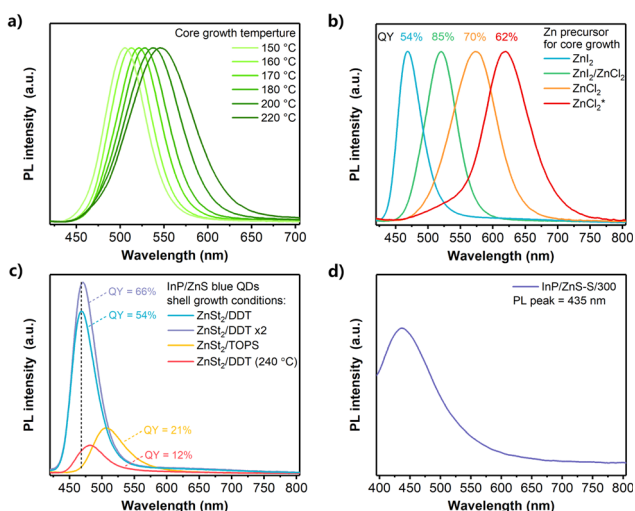 a)
Core growth temperture
150 °C
160 °C
170 °C
180 °C
200 °C
220 °C
PL intensity (a.u.)
450 500 550 600 650 700
Wavelength (nm)
b)
QY 54% 85% 70% 62%
Zn precursor
for core growth
ZnI₂
ZnI₂/ZnCl₂
ZnCl₂
ZnCl₂*
PL intensity (a.u.)
400 450 500 550 600 650 700 750 800
Wavelength (nm)
c)
QY = 66%
QY = 54%
InP/ZnS blue QDs
shell growth conditions:
ZnSt₂/DDT
ZnSt₂/DDT x2
ZnSt₂/TOPS
ZnSt₂/DDT (240 °C)
QY = 21%
QY = 12%
PL intensity (a.u.)
450 500 550 600 650 700 750 800
Wavelength (nm)
d)
InP/ZnS-S/300
PL peak = 435 nm
PL intensity (a.u.)
400 450 500 550 600 650 700 750 800
Wavelength (nm)